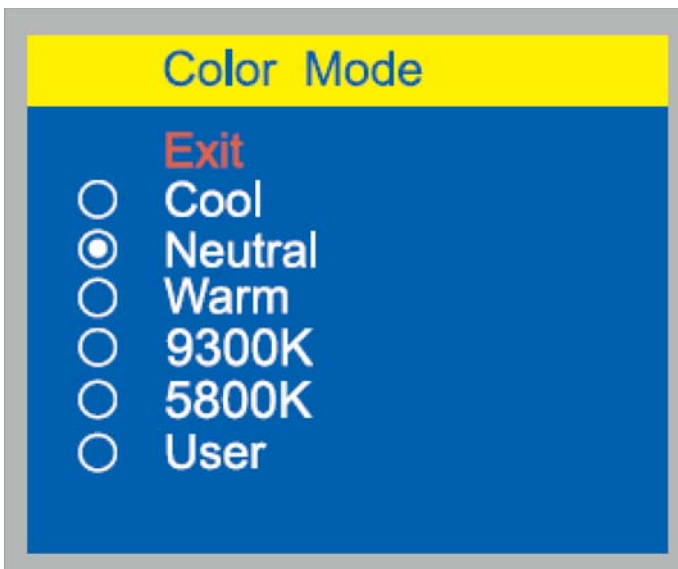 Color Mode
Exit
Cool
Neutral
Warm
9300K
5800K
User